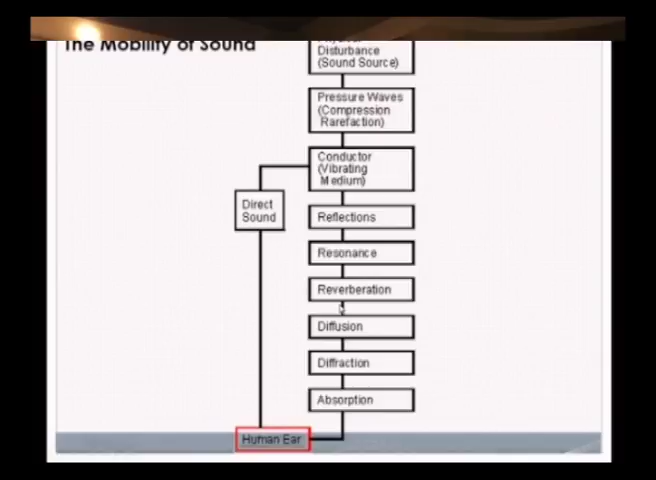 The Mobility of Sound
Physical
Disturbance
(Sound Source)
Pressure Waves
(Compression
Rarefaction)
Conductor
(Vibrating
Medium)
Direct
Sound
Reflections
Resonance
Reverberation
Diffusion
Diffraction
Absorption
Human Ear